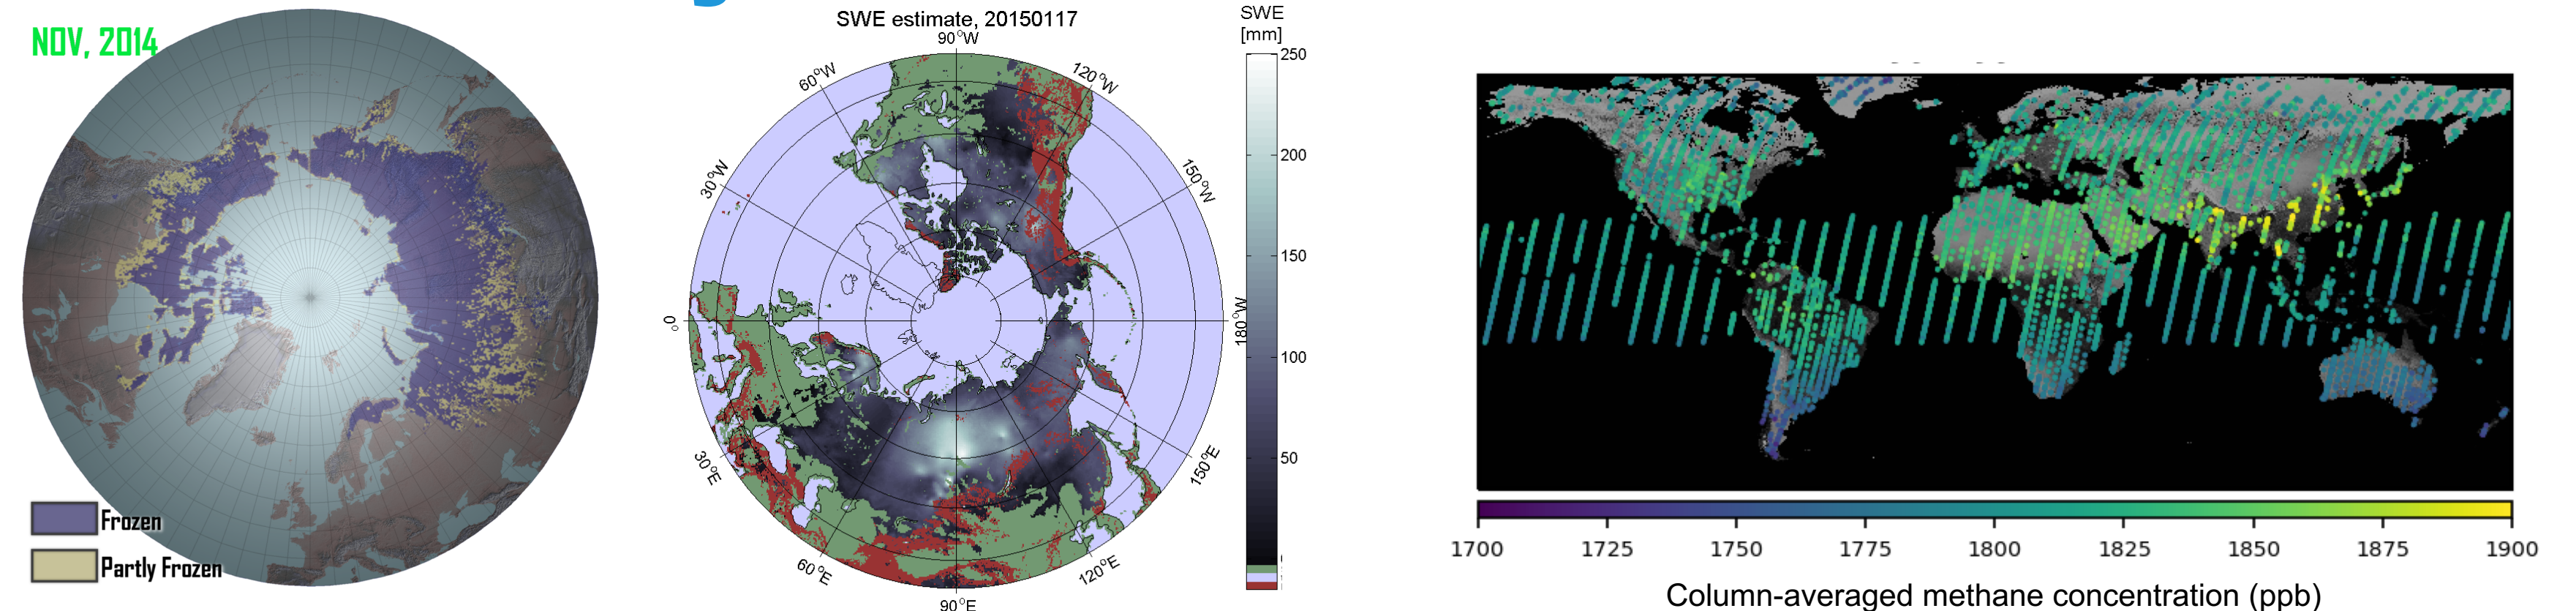 NOV, 2014
Frozen
Partly Frozen
SWE estimate, 20150117
90°W
60°W
120°W
30°W
150°W
0°
180°W
30°E
150°E
60°E
120°E
90°E
SWE
[mm]
250
200
150
100
50
1700 1725 1750 1775 1800 1825 1850 1875 1900
Column-averaged methane concentration (ppb)